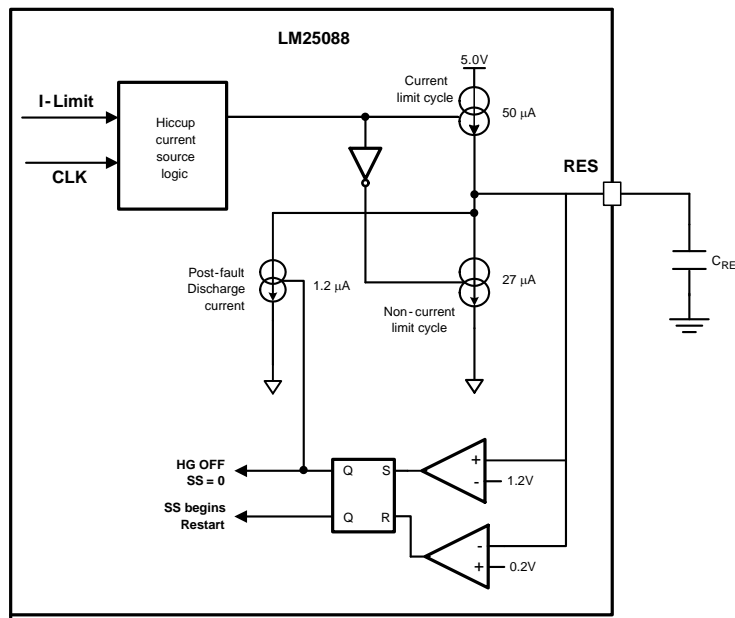 LM25088
5.0V
Current
limit cycle
50 μA
I-Limit
Hiccup
current
source
logic
CLK
RES
C_RE
Post-fault
Discharge
current
1.2 μA
27 μA
Non-current
limit cycle
HG OFF
SS = 0
Q
S
+
-
1.2V
SS begins
Restart
Q
R
-
+
0.2V